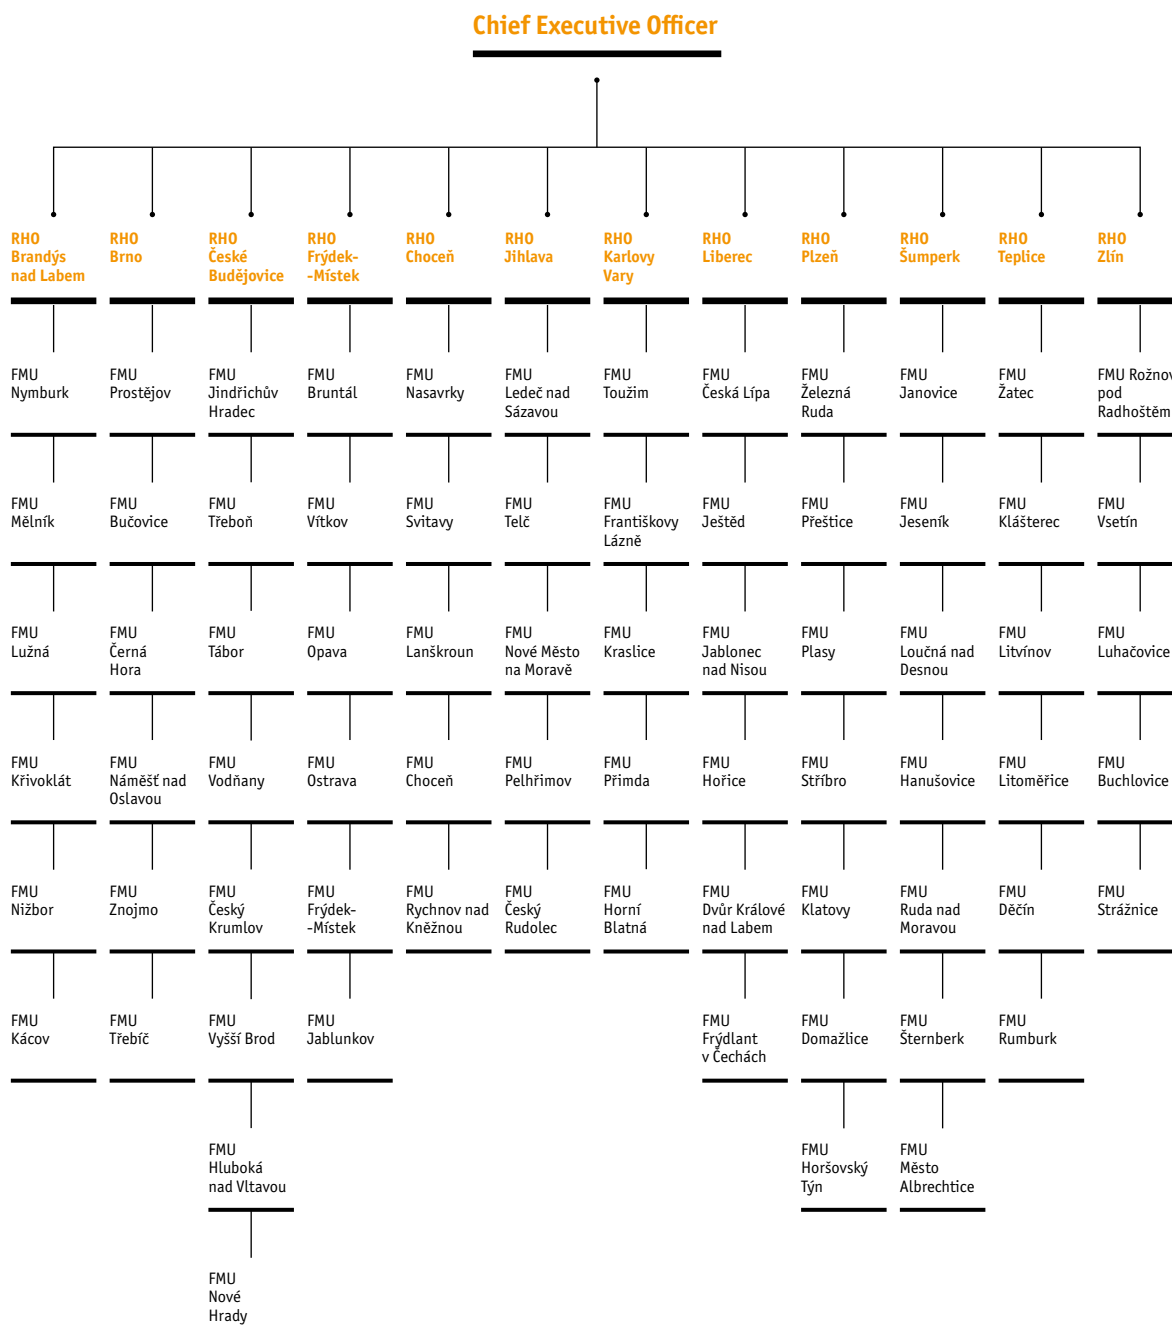 Chief Executive Officer
RHO
Brandýs
nad Labem
RHO
Brno
RHO
České
Budějovice
RHO
Frýdek-
-Místek
RHO
Choceň
RHO
Jihlava
RHO
Karlovy
Vary
RHO
Liberec
RHO
Plzeň
RHO
Šumperk
RHO
Teplice
RHO
Zlín
FMU
Nymburk
FMU
Prostějov
FMU
Jindřichův
Hradec
FMU
Bruntál
FMU
Nasavrky
FMU
Ledeč nad
Sázavou
FMU
Toužim
FMU
Česká Lípa
FMU
Železná
Ruda
FMU
Janovice
FMU
Žatec
FMU Rožnov
pod
Radhoštěm
FMU
Mělník
FMU
Bučovice
FMU
Třeboň
FMU
Vítkov
FMU
Svitavy
FMU
Telč
FMU
Františkovy
Lázně
FMU
Ještěd
FMU
Přeštice
FMU
Jeseník
FMU
Klášterec
FMU
Vsetín
FMU
Lužná
FMU
Černá
Hora
FMU
Tábor
FMU
Opava
FMU
Lanškroun
FMU
Nové Město
na Moravě
FMU
Kraslice
FMU
Jablonec
nad Nisou
FMU
Plasy
FMU
Loučná nad
Desnou
FMU
Litvínov
FMU
Luhačovice
FMU
Křivoklát
FMU
Náměšť nad
Oslavou
FMU
Vodňany
FMU
Ostrava
FMU
Choceň
FMU
Pelhřimov
FMU
Přimda
FMU
Hořice
FMU
Stříbro
FMU
Hanušovice
FMU
Litoměřice
FMU
Buchlovice
FMU
Nižbor
FMU
Znojmo
FMU
Český
Krumlov
FMU
Frýdek-
-Místek
FMU
Rychnov nad
Kněžnou
FMU
Český
Rudolec
FMU
Horní
Blatná
FMU
Dvůr Králové
nad Labem
FMU
Klatovy
FMU
Ruda nad
Moravou
FMU
Děčín
FMU
Strážnice
FMU
Kácov
FMU
Třebíč
FMU
Vyšší Brod
FMU
Jablunkov
FMU
Frýdlant
v Čechách
FMU
Domažlice
FMU
Šternberk
FMU
Rumburk
FMU
Hluboká
nad Vltavou
FMU
Horšovský
Týn
FMU
Město
Albrechtice
FMU
Nové
Hrady